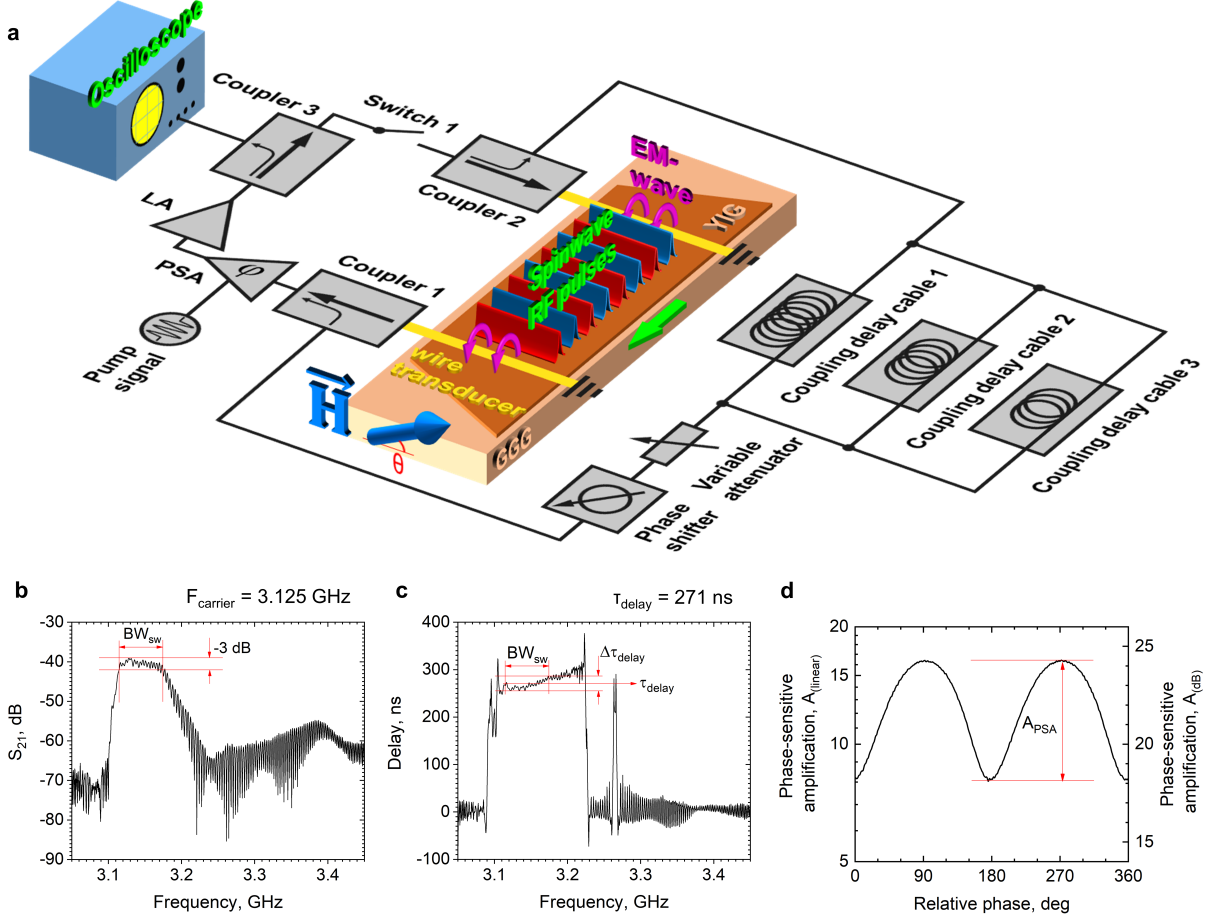 a
Oscilloscope
Coupler 3
Switch 1
Coupler 2
LA
PSA
φ
Coupler 1
Pump
signal
EM-
wave
YIG
Spinwave
RF pulses
wire
transducer
H
θ
GGG
Coupling delay cable 1
Coupling delay cable 2
Coupling delay cable 3
Variable
attenuator
Phase
shifter
b
F_carrier = 3.125 GHz
BW_sw
-3 dB
S_21, dB
-30
-40
-50
-60
-70
-80
-90
3.1 3.2 3.3 3.4
Frequency, GHz
c
τ_delay = 271 ns
BW_sw
Δτ_delay
τ_delay
Delay, ns
400
300
200
100
0
-100
3.1 3.2 3.3 3.4
Frequency, GHz
d
Phase-sensitive
amplification, A_(linear)
20
15
10
5
A_PSA
0 90 180 270 360
Relative phase, deg
24
22
20
18
16
Phase-sensitive
amplification, A_(dB)